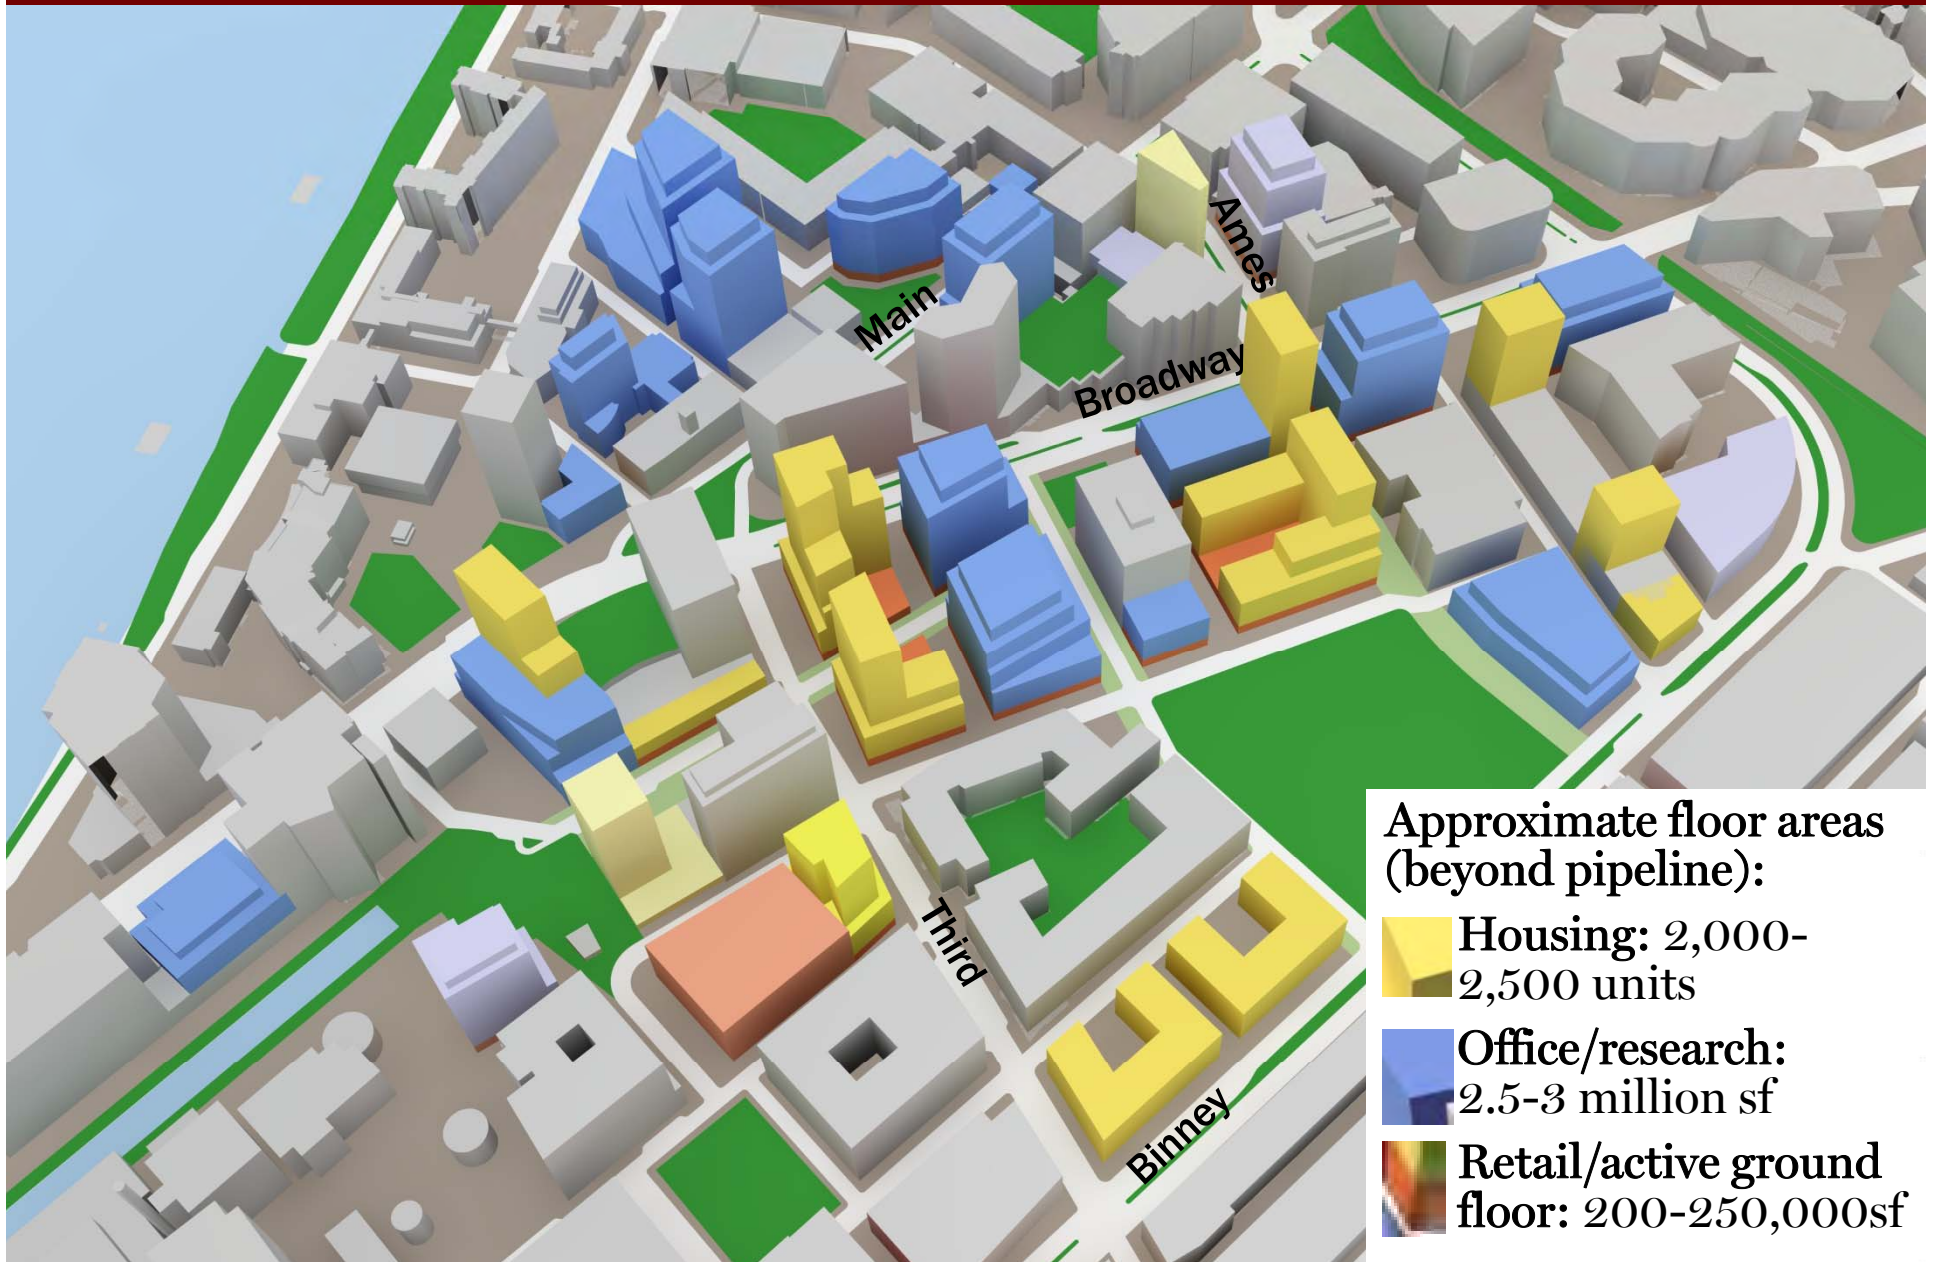 Ames
Main
Broadway
Third
Binney
Approximate floor areas
(beyond pipeline):
Housing: 2,000-
2,500 units
Office/research:
2.5-3 million sf
Retail/active ground
floor: 200-250,000sf